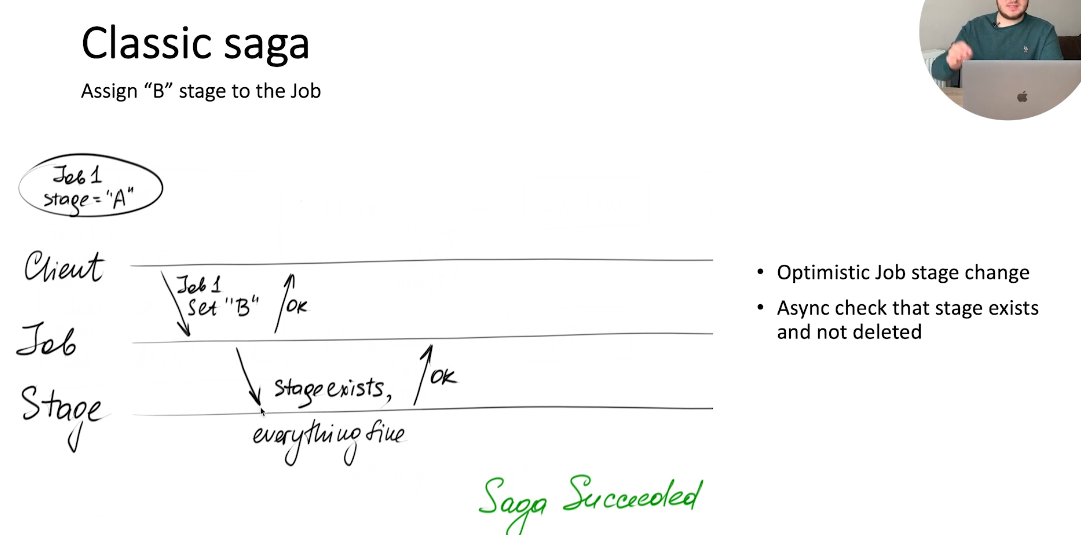 Classic saga
Assign “B” stage to the Job
Job 1
stage = "A"
Client
Job 1
Set "B"
OK
Job
Stage exists,
OK
Stage
everything fine
Saga Succeeded
• Optimistic Job stage change
• Async check that stage exists
and not deleted